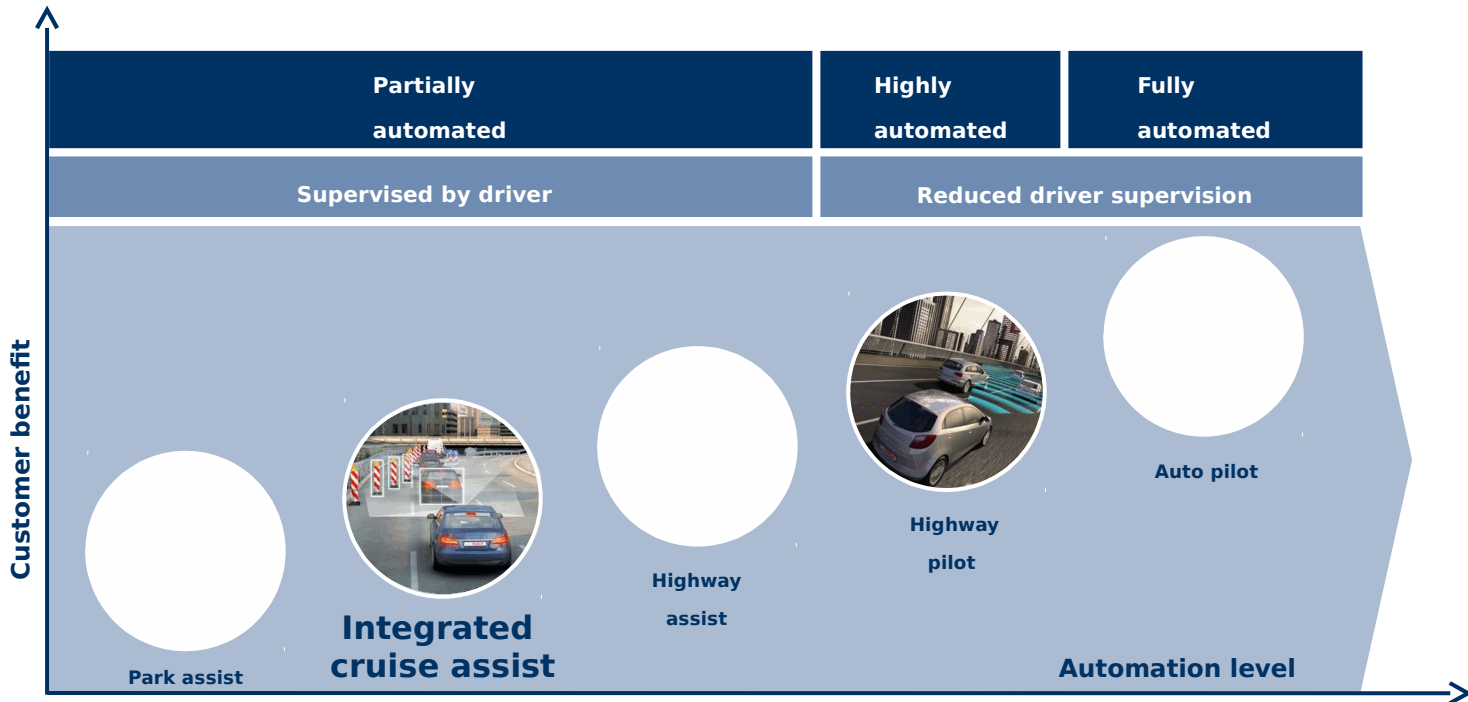 Partially
automated
Highly
automated
Fully
automated
Supervised by driver
Reduced driver supervision
Customer benefit
Park assist
Integrated
cruise assist
Highway
assist
Highway
pilot
Auto pilot
Automation level